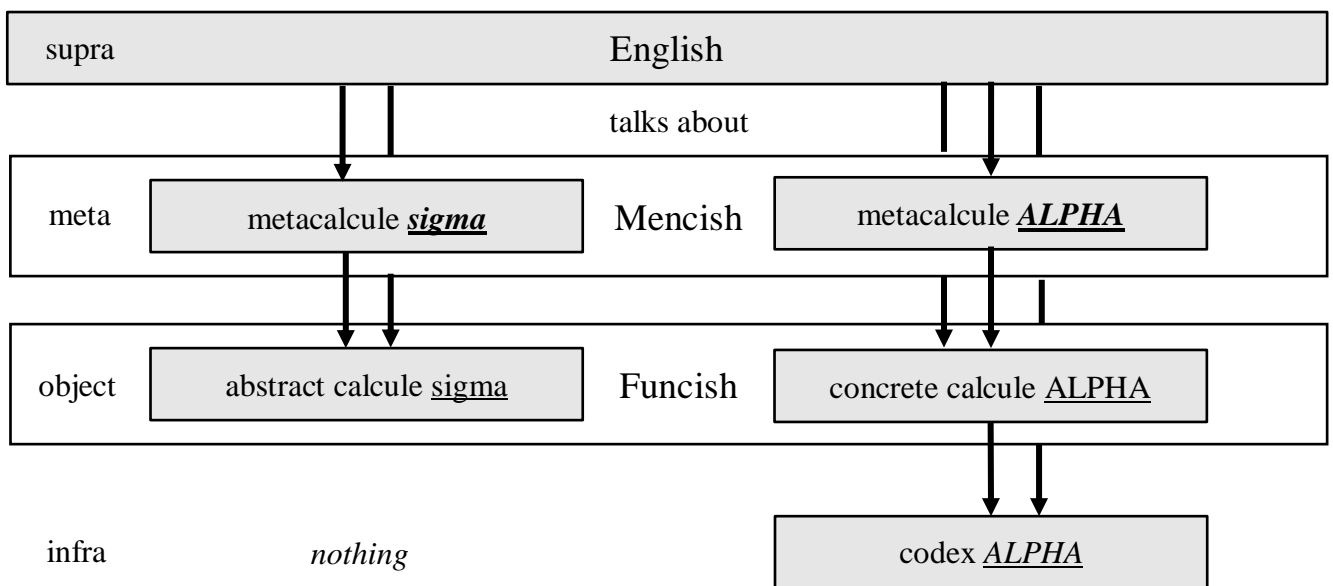 supra English
talks about
meta metacalcule sigma Mencish metacalcule ALPHA
object abstract calcule sigma Funcish concrete calcule ALPHA
infra nothing codex ALPHA